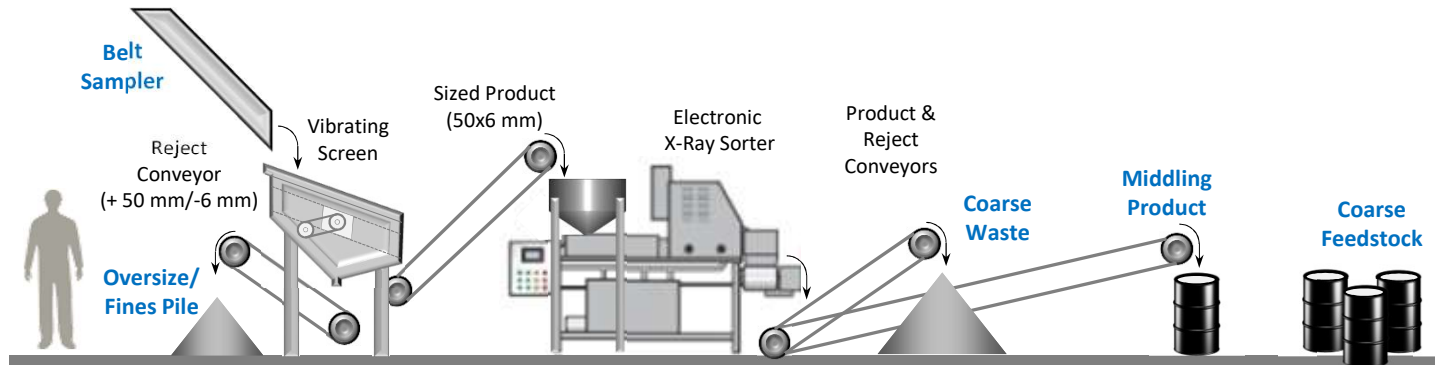 Belt
Sampler
Reject
Conveyor
(+ 50 mm/-6 mm)
Vibrating
Screen
Oversize/
Fines Pile
Sized Product
(50x6 mm)
Electronic
X-Ray Sorter
Product &
Reject
Conveyors
Coarse
Waste
Middling
Product
Coarse
Feedstock